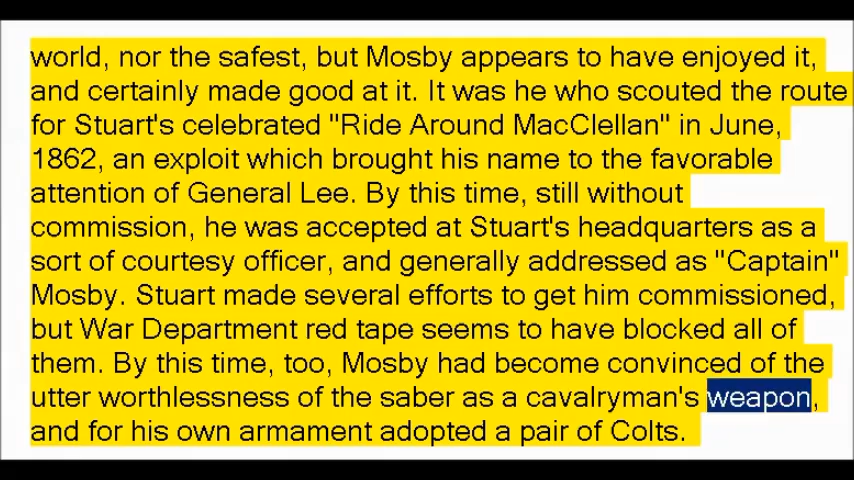 world, nor the safest, but Mosby appears to have enjoyed it,
and certainly made good at it. It was he who scouted the route
for Stuart's celebrated "Ride Around MacClellan" in June,
1862, an exploit which brought his name to the favorable
attention of General Lee. By this time, still without
commission, he was accepted at Stuart's headquarters as a
sort of courtesy officer, and generally addressed as "Captain"
Mosby. Stuart made several efforts to get him commissioned,
but War Department red tape seems to have blocked all of
them. By this time, too, Mosby had become convinced of the
utter worthlessness of the saber as a cavalryman's weapon,
and for his own armament adopted a pair of Colts.